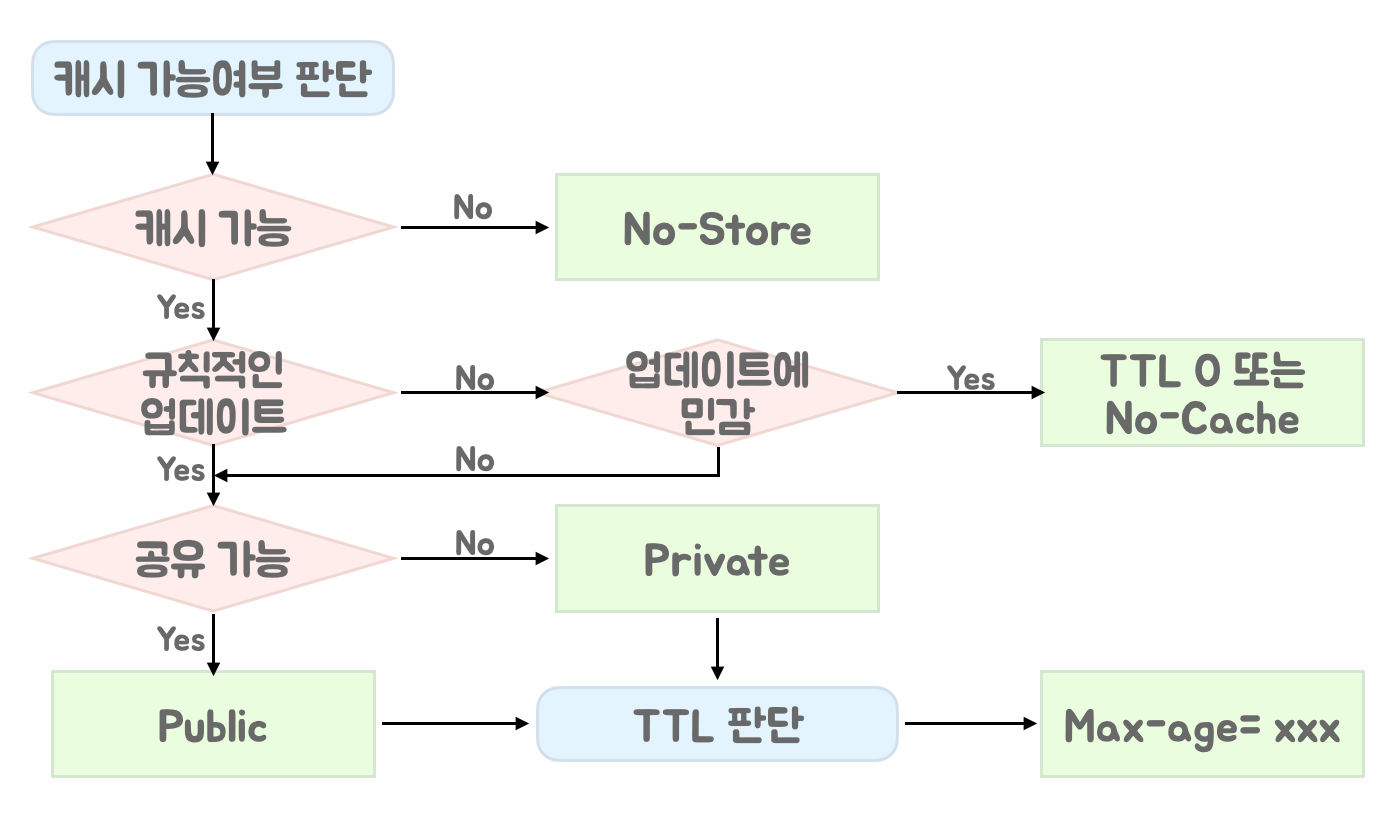 캐시 가능여부 판단
캐시 가능
No
No-Store
Yes
규칙적인
업데이트
No
업데이트에
민감
Yes
TTL 0 또는
No-Cache
Yes
No
공유 가능
No
Private
Yes
Public
TTL 판단
Max-age= xxx